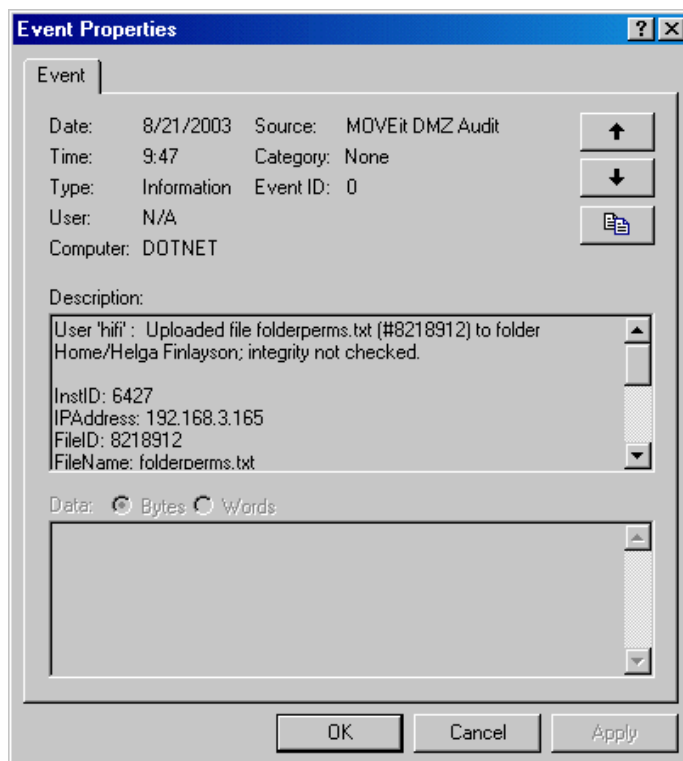 Event Properties
Event
Date: 8/21/2003 Source: MOVEit DMZ Audit
Time: 9:47 Category: None
Type: Information Event ID: 0
User: N/A
Computer: DOTNET
Description:
User 'hifi' : Uploaded file folderperms.txt (#8218912) to folder
Home/Helga Finlayson; integrity not checked.
InstID: 6427
IPAddress: 192.168.3.165
FileID: 8218912
FileName: folderperms.txt
Data: Bytes Words
OK Cancel Apply